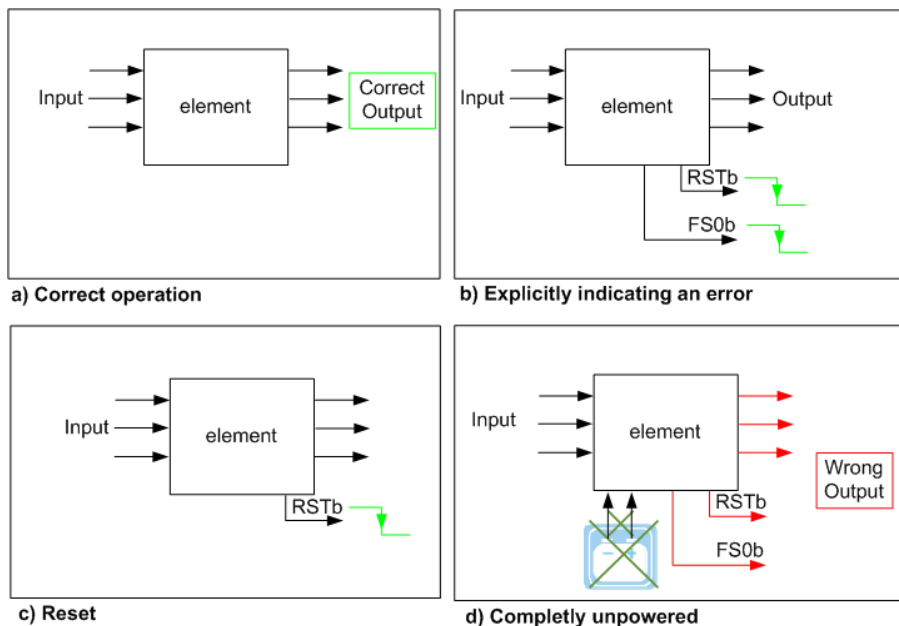 Input
element
Correct
Output
a) Correct operation
Input
element
Output
RSTb
FS0b
b) Explicitly indicating an error
Input
element
RSTb
c) Reset
Input
element
Wrong
Output
RSTb
FS0b
d) Completly unpowered